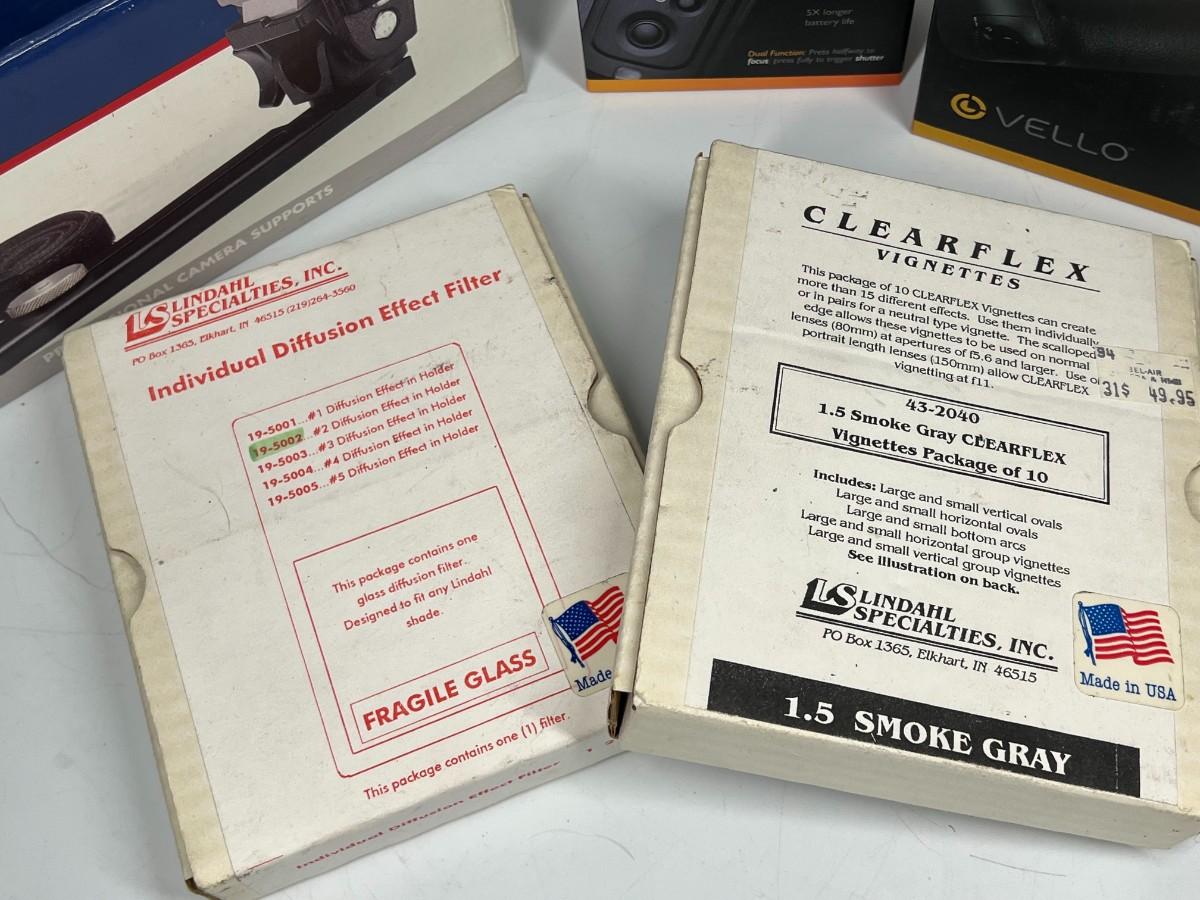 5X longer
battery life
Dual Function: Press halfway to
focus press fully to trigger shutter
VELLO
CAMERA SUPPORTS
LS LINDAHL
SPECIALTIES, INC.
PO Box 1365, Elkhart, IN 46515 (219)264-3560
Individual Diffusion Effect Filter
19-5001...#1 Diffusion Effect in Holder
19-5002...#2 Diffusion Effect in Holder
19-5003...#3 Diffusion Effect in Holder
19-5004...#4 Diffusion Effect in Holder
19-5005...#5 Diffusion Effect in Holder
This package contains one
glass diffusion filter.
Designed to fit any Lindahl
shade.
FRAGILE GLASS
This package contains one (1) filter.
Made
Individual Diffusion Effect Filter
CLEARFLEX
VIGNETTES
This package of 10 CLEARFLEX Vignettes can create
more than 15 different effects. Use them individually
or in pairs for a neutral type vignette. The scalloped
edge allows these vignettes to be used on normal
lenses (80mm) at apertures of f5.6 and larger. Use
portrait length lenses (150mm) allow CLEARFLEX
vignetting at f11.
94
BEL-AIR
31$ 49.95
43-2040
1.5 Smoke Gray CLEARFLEX
Vignettes Package of 10
Includes: Large and small vertical ovals
Large and small horizontal ovals
Large and small bottom arcs
Large and small horizontal group vignettes
Large and small vertical group vignettes
See illustration on back.
LS LINDAHL
SPECIALTIES, INC.
PO Box 1365, Elkhart, IN 46515
Made in USA
1.5 SMOKE GRAY